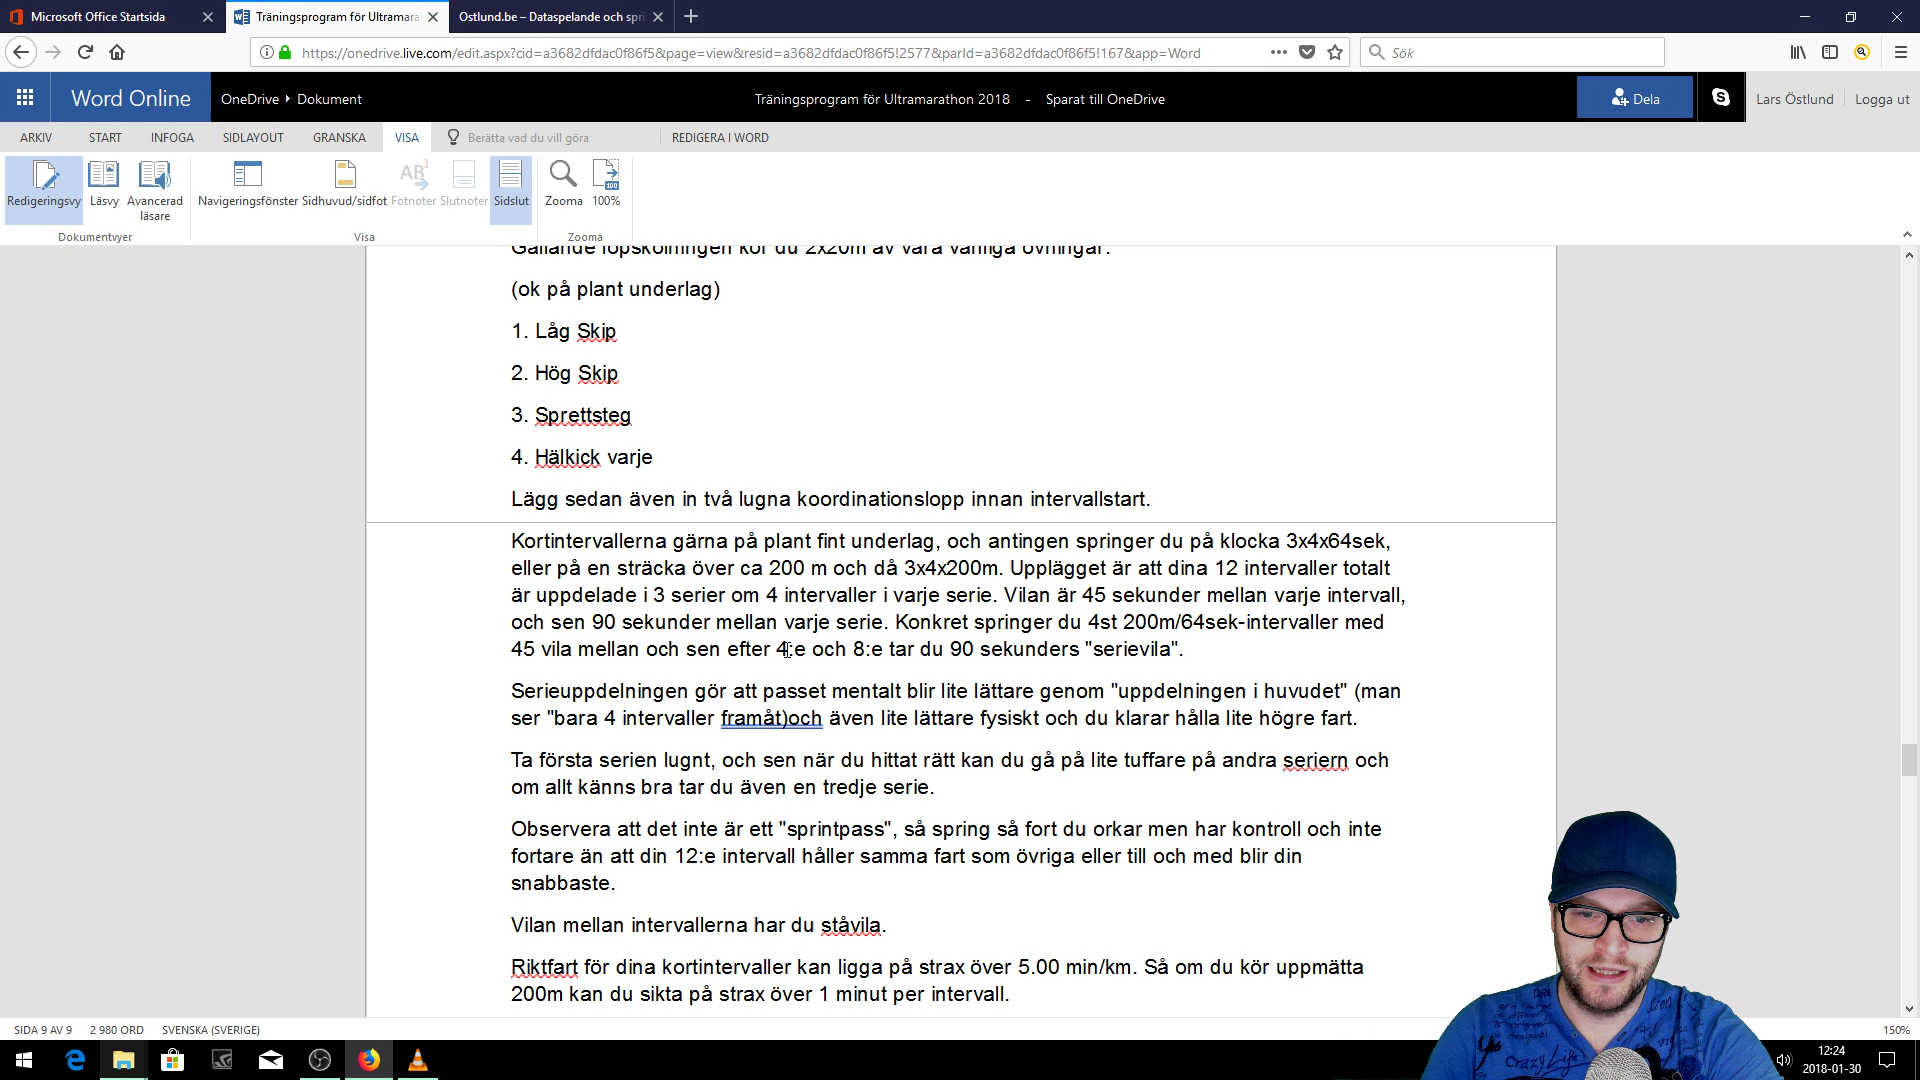 Microsoft Office Startsida
Träningsprogram för Ultramara
Ostlund.be – Dataspelande och spri
https://onedrive.live.com/edit.aspx?cid=a3682dfdac0f86f5&page=view&resid=a3682dfdac0f86f5!2577&parId=a3682dfdac0f86f5!167&app=Word
Sök
Word Online
OneDrive
Dokument
Träningsprogram för Ultramarathon 2018 - Sparat till OneDrive
Dela
Lars Östlund
Logga ut
ARKIV
START
INFOGA
SIDLAYOUT
GRANSKA
VISA
Berätta vad du vill göra
REDIGERA I WORD
Redigeringsvy
Läsvy
Avancerad
läsare
Navigeringsfönster
Sidhuvud/sidfot
Fotnoter
Slutnoter
Sidslut
Zooma
100%
Dokumentvyer
Visa
Zooma
Gällande löpskolningen kör du 2x20m av våra vanliga övningar.
(ok på plant underlag)
1. Låg Skip
2. Hög Skip
3. Sprettsteg
4. Hälkick varje
Lägg sedan även in två lugna koordinationslopp innan intervallstart.
Kortintervallerna gärna på plant fint underlag, och antingen springer du på klocka 3x4x64sek,
eller på en sträcka över ca 200 m och då 3x4x200m. Upplägget är att dina 12 intervaller totalt
är uppdelade i 3 serier om 4 intervaller i varje serie. Vilan är 45 sekunder mellan varje intervall,
och sen 90 sekunder mellan varje serie. Konkret springer du 4st 200m/64sek-intervaller med
45 vila mellan och sen efter 4:e och 8:e tar du 90 sekunders "serievila".
Serieuppdelningen gör att passet mentalt blir lite lättare genom "uppdelningen i huvudet" (man
ser "bara 4 intervaller framåt)och även lite lättare fysiskt och du klarar hålla lite högre fart.
Ta första serien lugnt, och sen när du hittat rätt kan du gå på lite tuffare på andra seriern och
om allt känns bra tar du även en tredje serie.
Observera att det inte är ett "sprintpass", så spring så fort du orkar men har kontroll och inte
fortare än att din 12:e intervall håller samma fart som övriga eller till och med blir din
snabbaste.
Vilan mellan intervallerna har du ståvila.
Riktfart för dina kortintervaller kan ligga på strax över 5.00 min/km. Så om du kör uppmätta
200m kan du sikta på strax över 1 minut per intervall.
SIDA 9 AV 9
2 980 ORD
SVENSKA (SVERIGE)
150%
12:24
2018-01-30